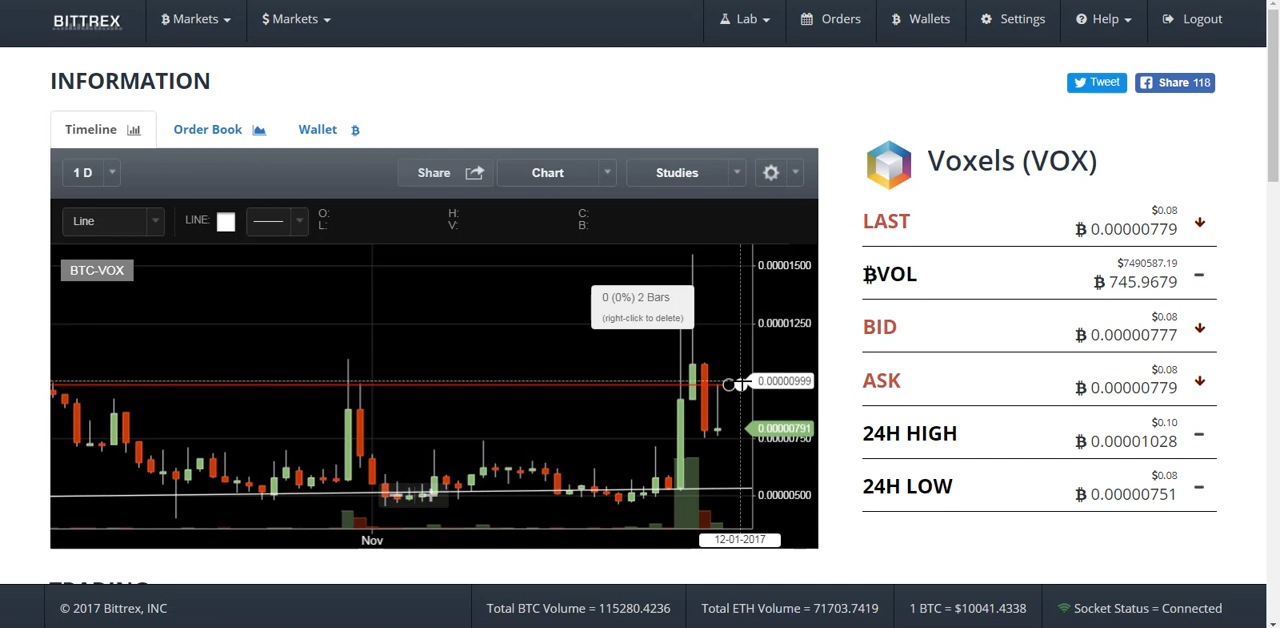 BITTREX
Ƀ Markets
$ Markets
Lab
Orders
Ƀ Wallets
Settings
Help
Logout
INFORMATION
Tweet
Share 118
Timeline
Order Book
Wallet
1 D
Share
Chart
Studies
Line
LINE:
O:
H:
C:
L:
V:
B:
BTC-VOX
0 (0%) 2 Bars
(right-click to delete)
0.00001500
0.00001250
0.00000999
0.00000791
0.00000750
0.00000500
Nov
12-01-2017
Voxels (VOX)
LAST
$0.08
Ƀ 0.00000779
ɃVOL
$7490587.19
Ƀ 745.9679
BID
$0.08
Ƀ 0.00000777
ASK
$0.08
Ƀ 0.00000779
24H HIGH
$0.10
Ƀ 0.00001028
24H LOW
$0.08
Ƀ 0.00000751
TRADING
© 2017 Bittrex, INC
Total BTC Volume = 115280.4236
Total ETH Volume = 71703.7419
1 BTC = $10041.4338
Socket Status = Connected